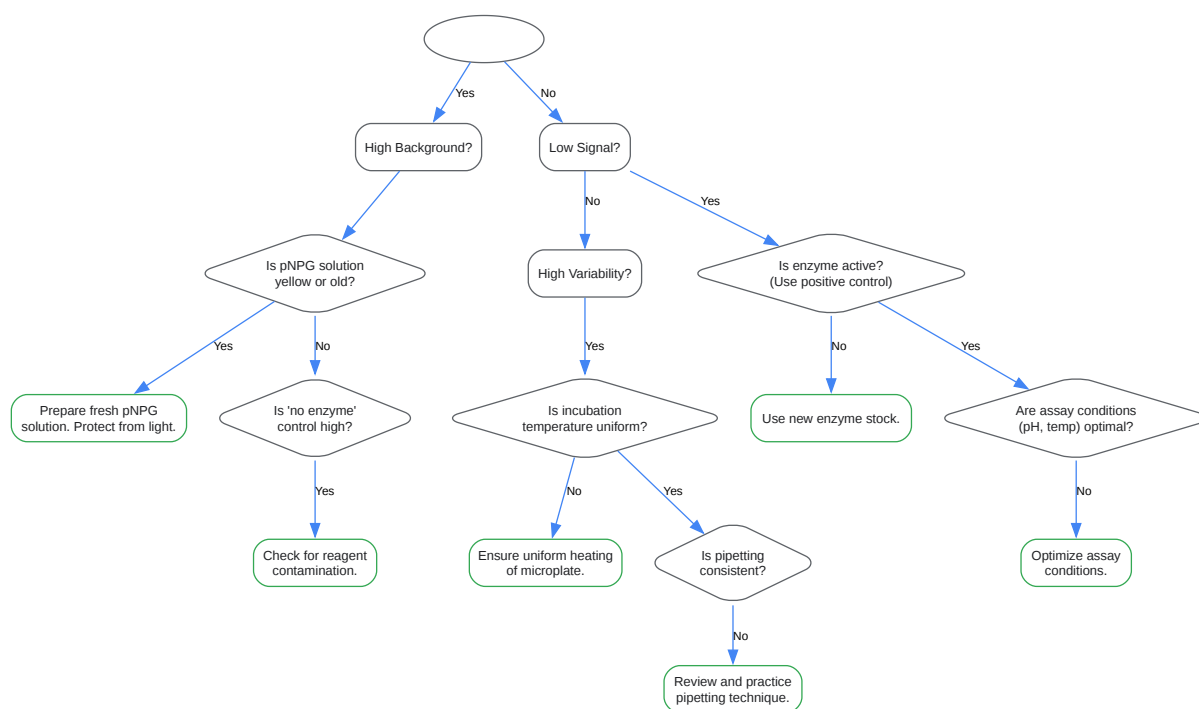 Yes
No
High Background?
Low Signal?
No
Yes
Is pNPG solution
yellow or old?
High Variability?
Is enzyme active?
(Use positive control)
Yes
No
Yes
No
Yes
Prepare fresh pNPG
solution. Protect from light.
Is 'no enzyme'
control high?
Is incubation
temperature uniform?
Use new enzyme stock.
Are assay conditions
(pH, temp) optimal?
Yes
No
Yes
No
Check for reagent
contamination.
Ensure uniform heating
of microplate.
Is pipetting
consistent?
Optimize assay
conditions.
No
Review and practice
pipetting technique.